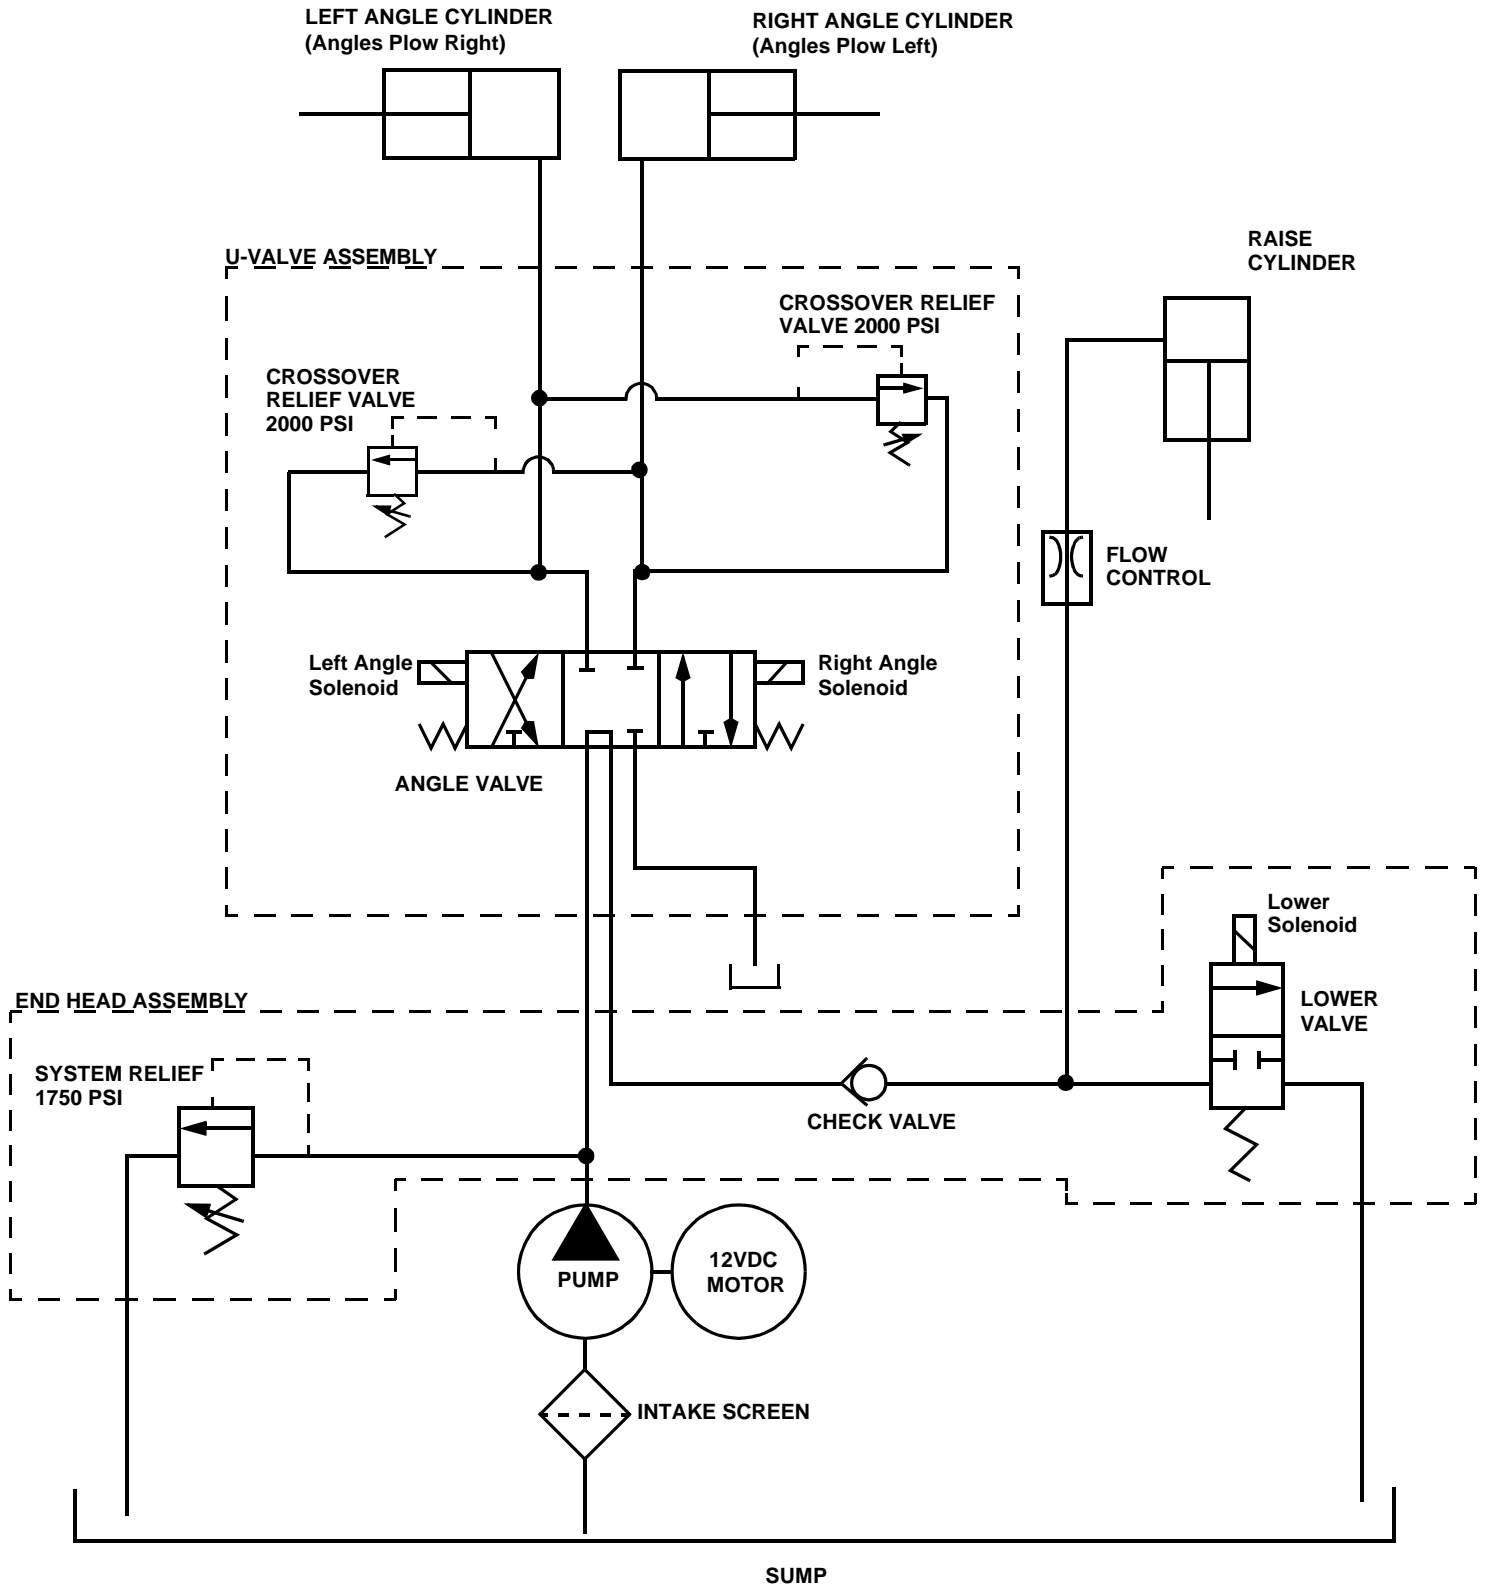 LEFT ANGLE CYLINDER
(Angles Plow Right)
RIGHT ANGLE CYLINDER
(Angles Plow Left)
RAISE
CYLINDER
U-VALVE ASSEMBLY
CROSSOVER RELIEF
VALVE 2000 PSI
CROSSOVER
RELIEF VALVE
2000 PSI
FLOW
CONTROL
Left Angle
Solenoid
Right Angle
Solenoid
ANGLE VALVE
Lower
Solenoid
LOWER
VALVE
END HEAD ASSEMBLY
SYSTEM RELIEF
1750 PSI
CHECK VALVE
PUMP
12VDC
MOTOR
INTAKE SCREEN
SUMP